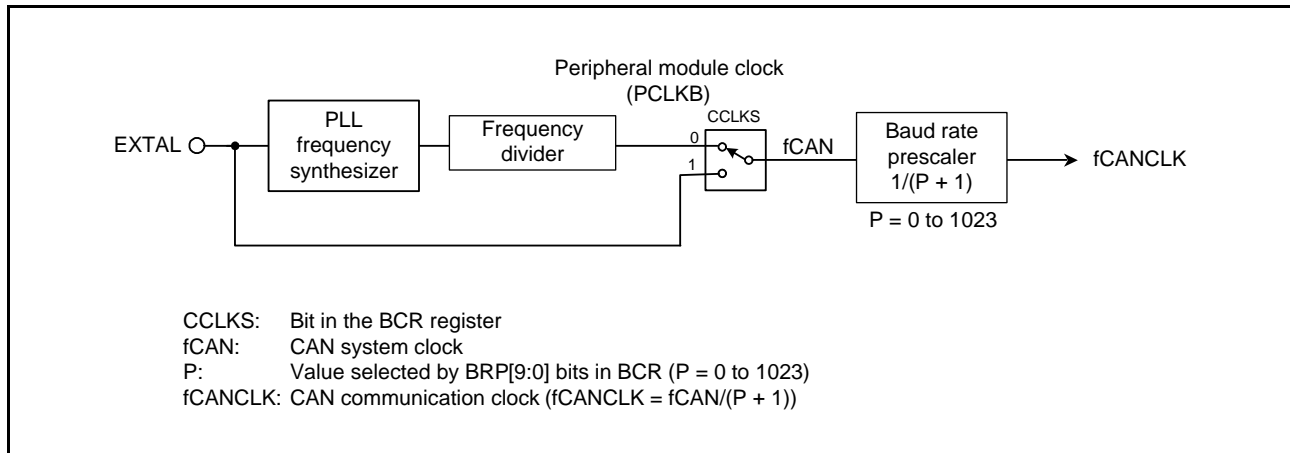 Peripheral module clock
(PCLKB)
EXTAL
PLL
frequency
synthesizer
Frequency
divider
CCLKS
0
1
fCAN
Baud rate
prescaler
1/(P + 1)
fCANCLK
P = 0 to 1023
CCLKS: Bit in the BCR register
fCAN: CAN system clock
P: Value selected by BRP[9:0] bits in BCR (P = 0 to 1023)
fCANCLK: CAN communication clock (fCANCLK = fCAN/(P + 1))